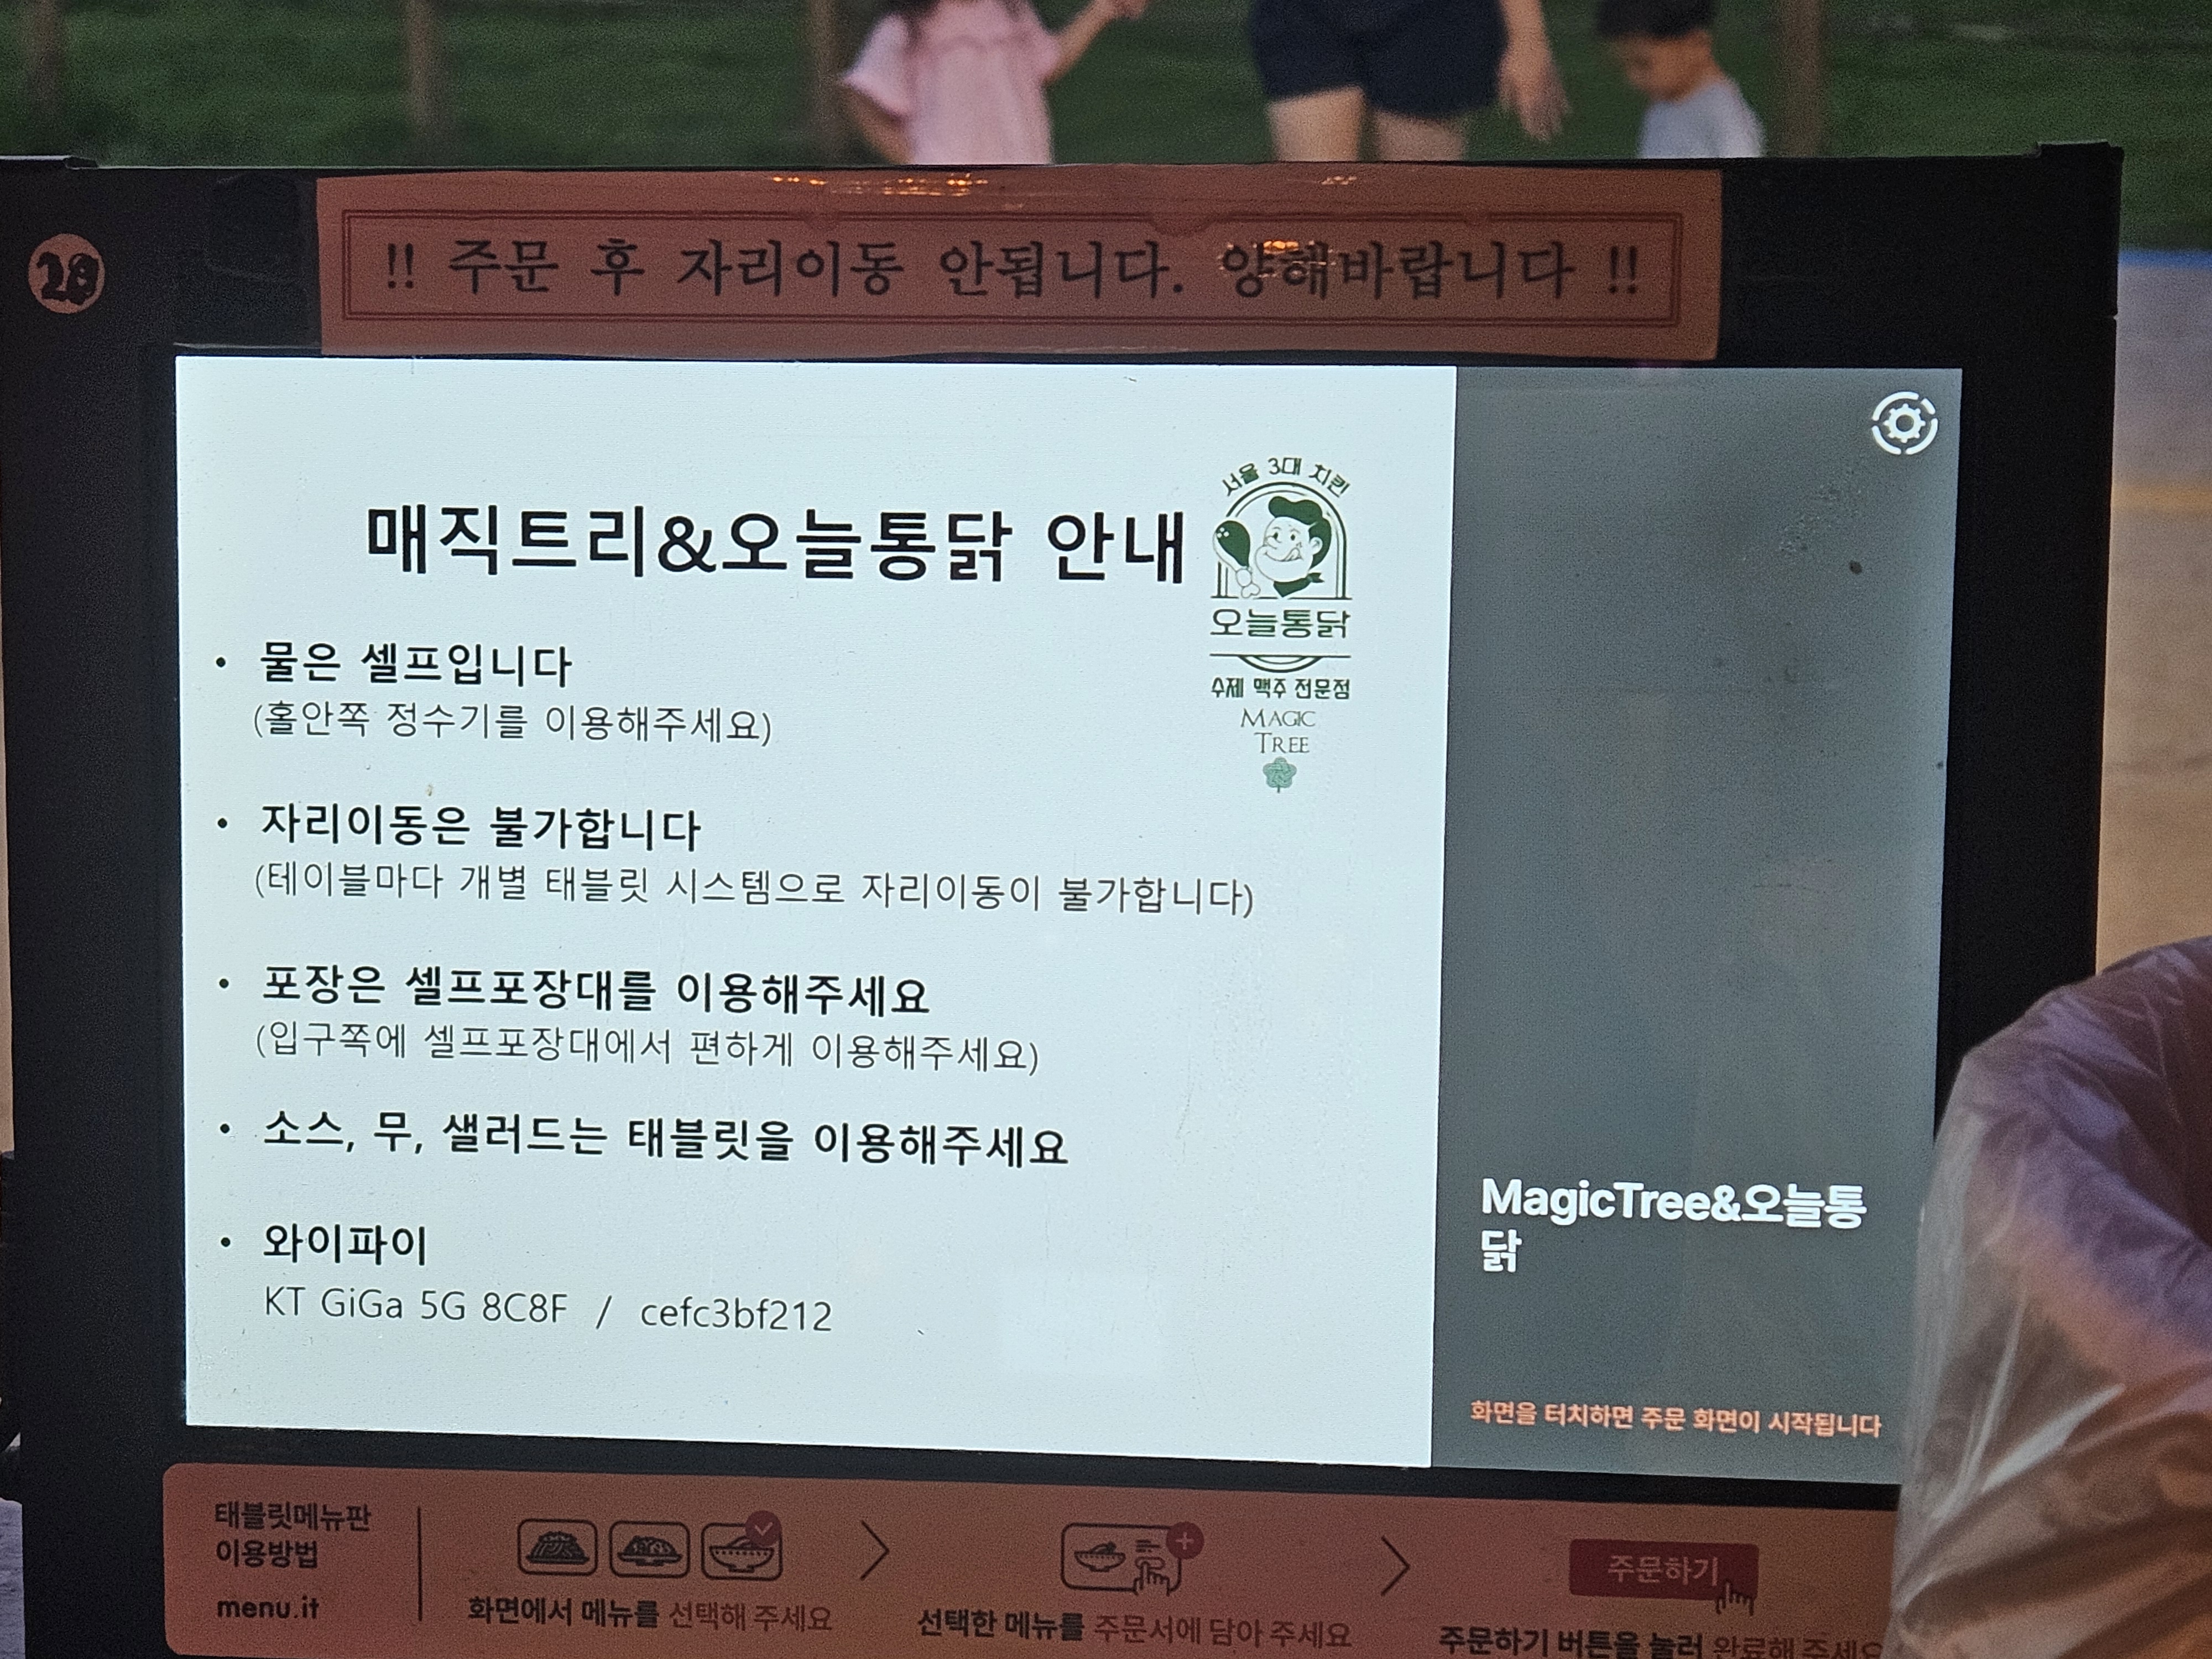 20
!! 주문 후 자리이동 안됩니다. 양해바랍니다 !!
매직트리&오늘통닭 안내
서울 3대 치킨
오늘통닭
수제 맥주 전문점
MAGIC
TREE
• 물은 셀프입니다
(홀안쪽 정수기를 이용해주세요)
• 자리이동은 불가합니다
(테이블마다 개별 태블릿 시스템으로 자리이동이 불가합니다)
• 포장은 셀프포장대를 이용해주세요
(입구쪽에 셀프포장대에서 편하게 이용해주세요)
• 소스, 무, 샐러드는 태블릿을 이용해주세요
• 와이파이
KT GiGa 5G 8C8F / cefc3bf212
MagicTree&오늘통
닭
화면을 터치하면 주문 화면이 시작됩니다
태블릿메뉴판
이용방법
menu.it
화면에서 메뉴를 선택해 주세요
선택한 메뉴를 주문서에 담아 주세요
주문하기
주문하기 버튼을 눌러 완료해 주세요